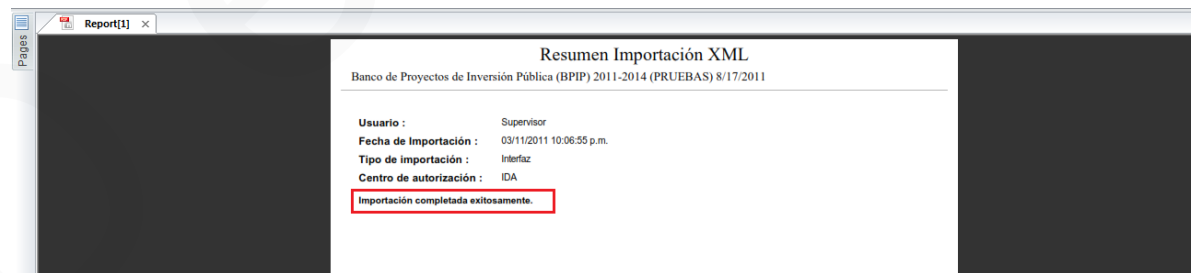 Report[1]
Pages
Resumen Importación XML
Banco de Proyectos de Inversión Pública (BPIP) 2011-2014 (PRUEBAS) 8/17/2011
Usuario : Supervisor
Fecha de Importación : 03/11/2011 10:06:55 p.m.
Tipo de importación : Interfaz
Centro de autorización : IDA
Importación completada exitosamente.